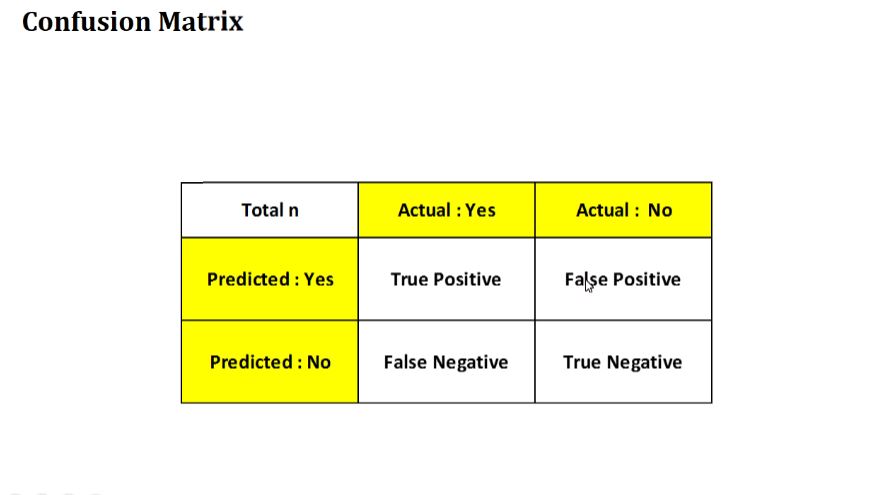 Confusion Matrix
Total n Actual : Yes Actual : No
Predicted : Yes True Positive False Positive
Predicted : No False Negative True Negative